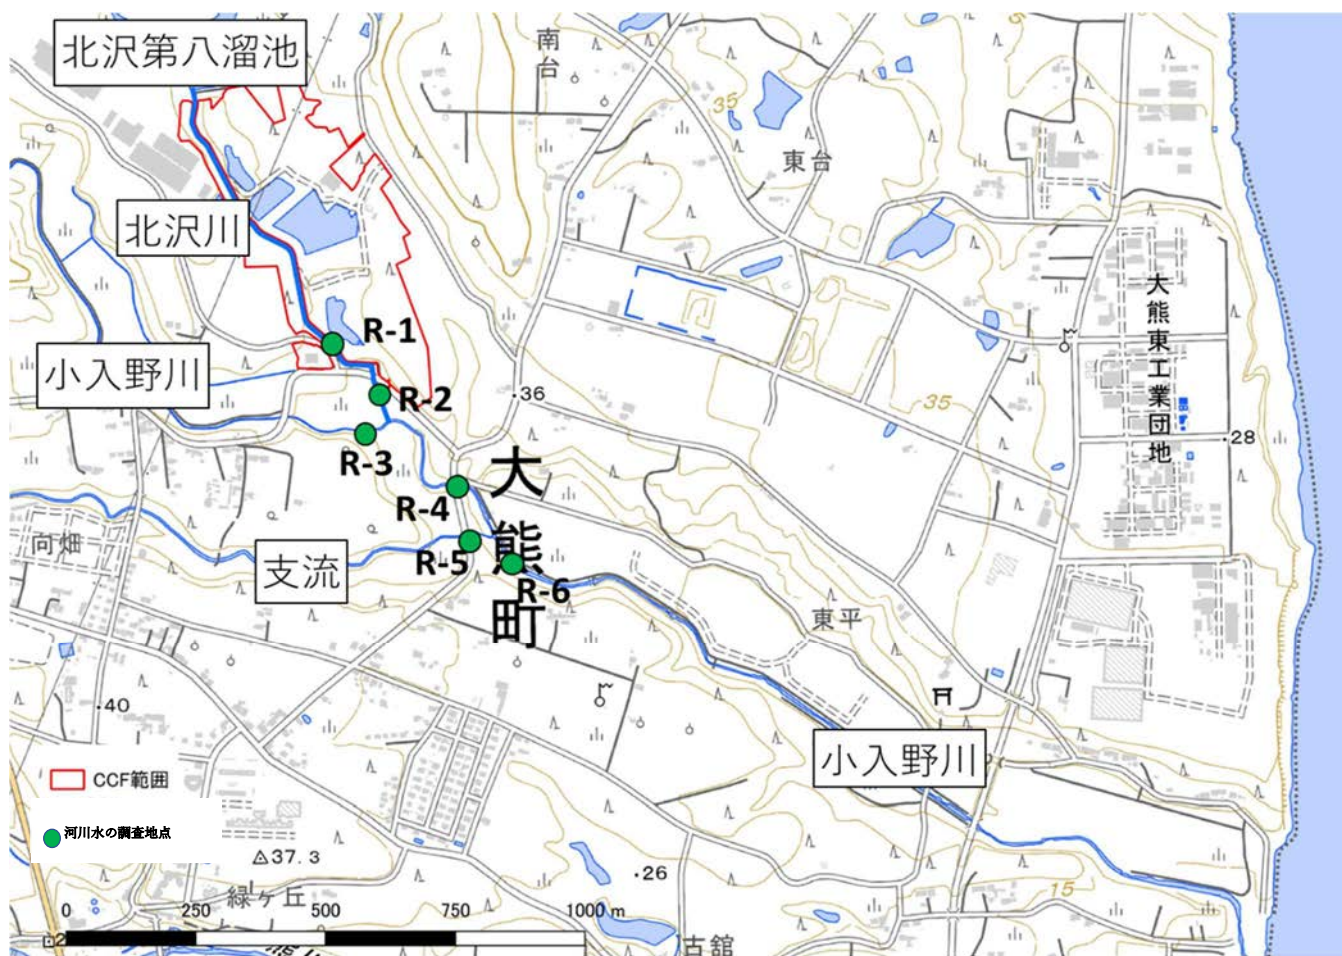 北沢第八溜池
南台
35
東台
北沢川
大熊東工業団地
R-1
小入野川
R-2
36
35
28
R-3
大熊町
R-4
向畑
R-5
支流
R-6
東平
40
小入野川
CCF範囲
河川水の調査地点
37.3
26
15
緑ヶ丘
0 250 500 750 1000 m
古舘